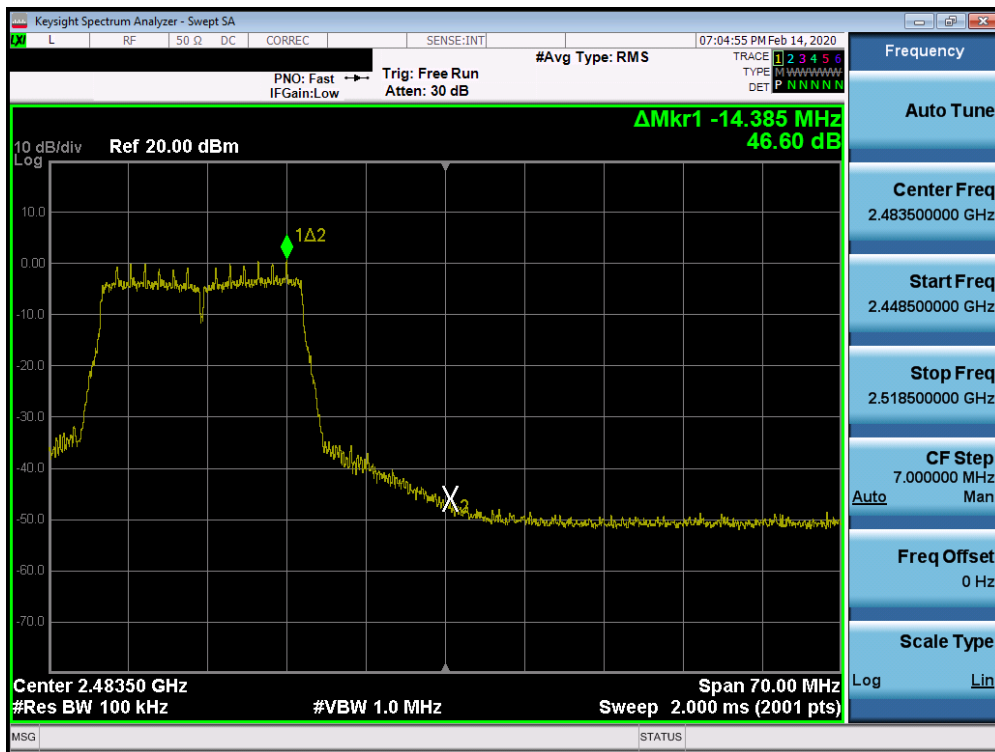 Keysight Spectrum Analyzer - Swept SA
LXI L RF 50 Ω DC CORREC SENSE:INT 07:04:55 PM Feb 14, 2020
#Avg Type: RMS
TRACE 1 2 3 4 5 6
TYPE M WWWWW
DET P N N N N N
PNO: Fast
IFGain:Low
Trig: Free Run
Atten: 30 dB
ΔMkr1 -14.385 MHz
46.60 dB
10 dB/div Ref 20.00 dBm
Log
10.0
0.00
-10.0
-20.0
-30.0
-40.0
-50.0
-60.0
-70.0
1Δ2
X2
Center 2.48350 GHz
Span 70.00 MHz
#Res BW 100 kHz
#VBW 1.0 MHz
Sweep 2.000 ms (2001 pts)
MSG
STATUS
Frequency
Auto Tune
Center Freq
2.483500000 GHz
Start Freq
2.448500000 GHz
Stop Freq
2.518500000 GHz
CF Step
7.000000 MHz
Auto Man
Freq Offset
0 Hz
Scale Type
Log Lin